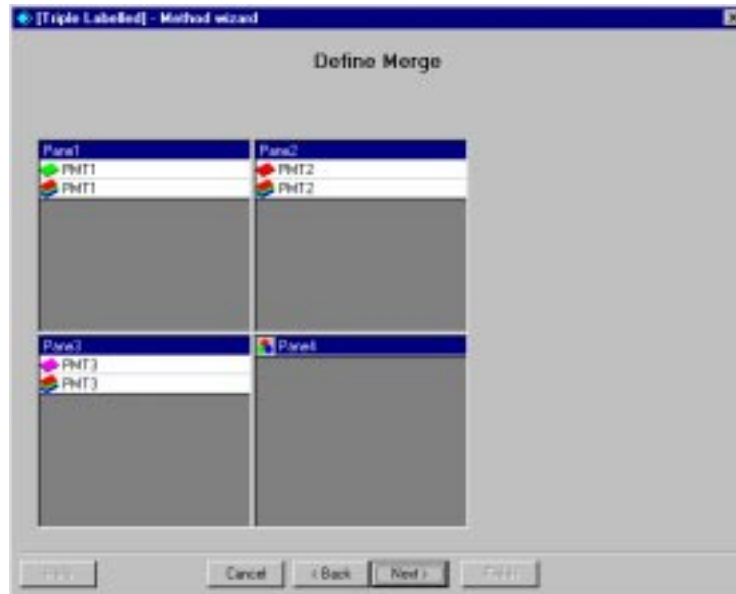 [Triple Labelled] - Method wizard
Define Merge
Pane1
PMT1
PMT1
Pane2
PMT2
PMT2
Pane3
PMT3
PMT3
Pane4
Cancel
< Back
Next >
Finish